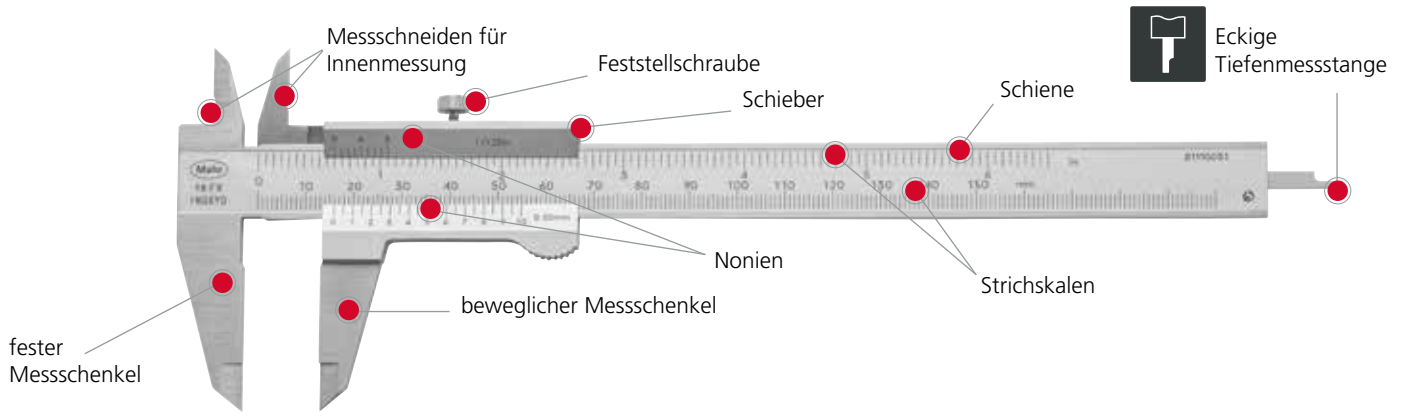 Messschneiden für
Innenmessung
Feststellschraube
Schieber
Schiene
Eckige
Tiefenmessstange
Mahr
0 10 20 30 40 50 60 70 80 90 100 110 120 130 140 150 mm
Nonien
Strichskalen
beweglicher Messschenkel
fester
Messschenkel